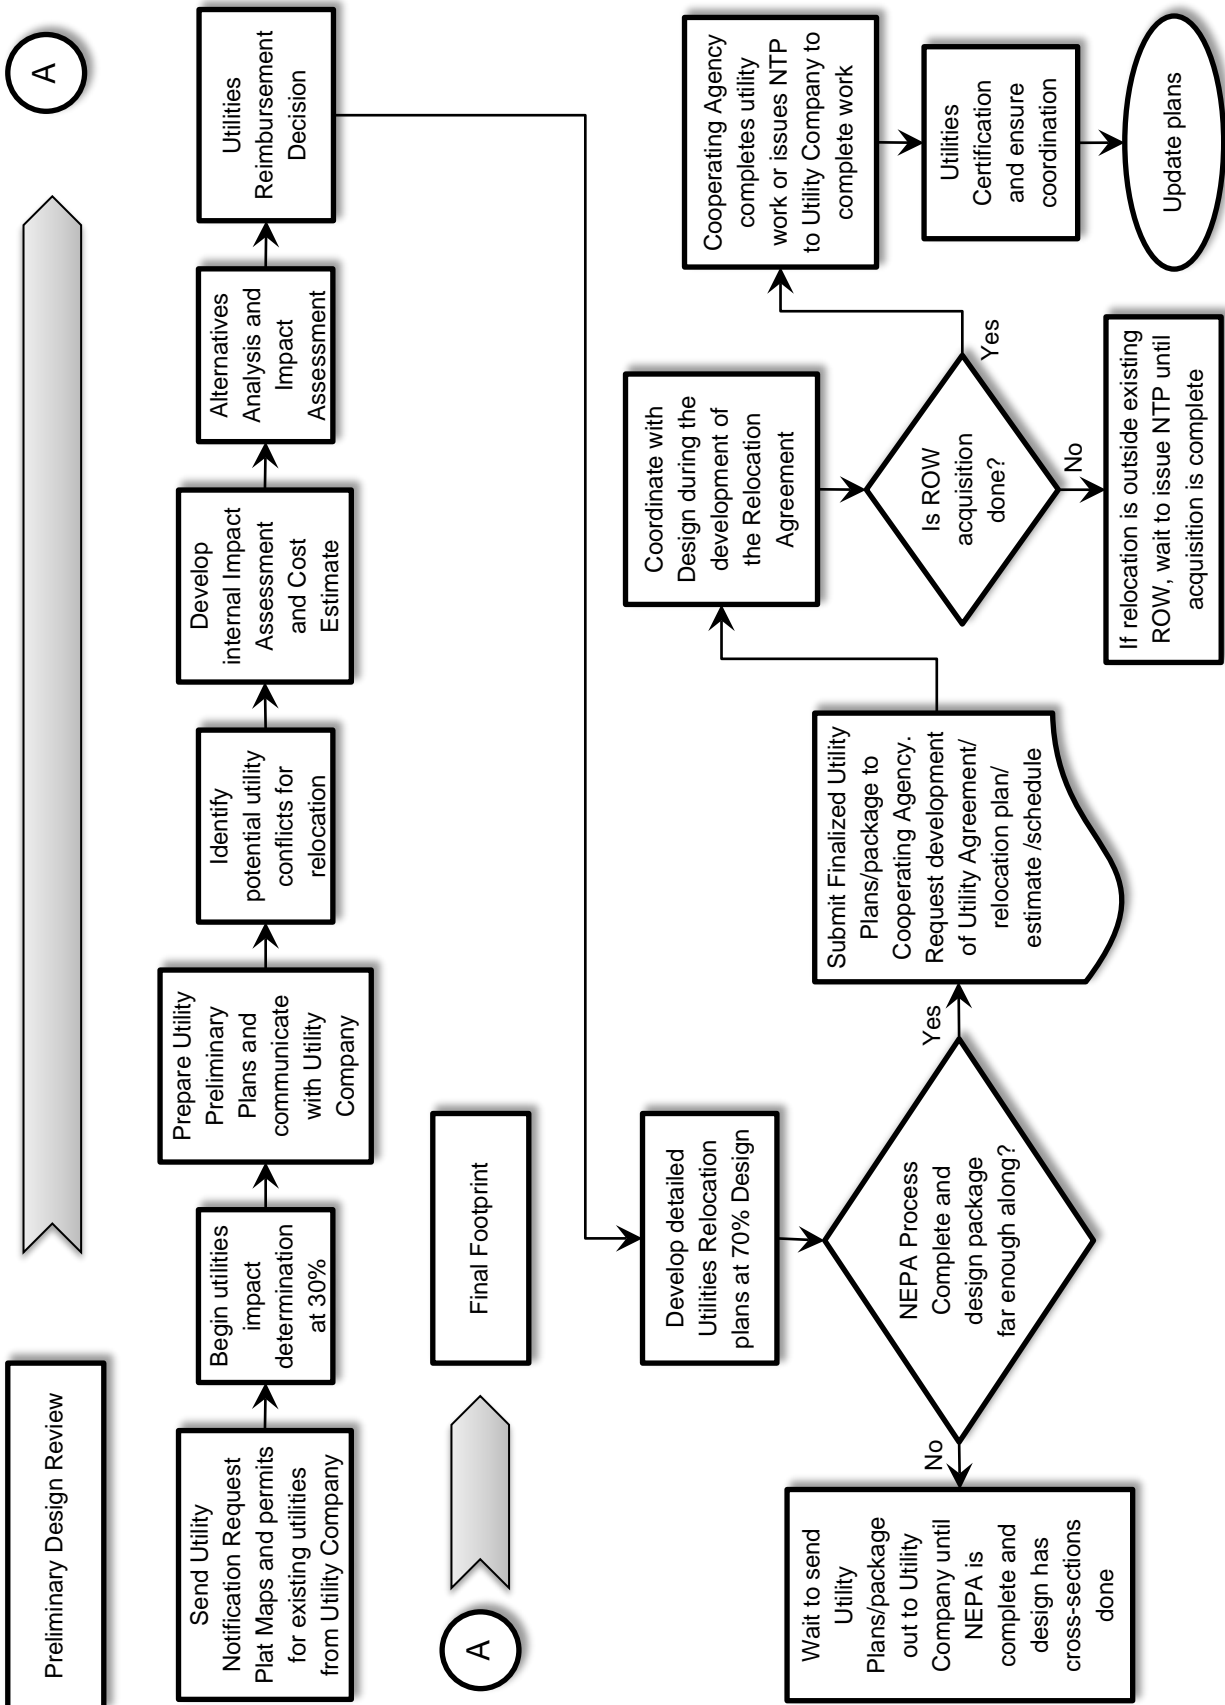 Preliminary Design Review
A
Send Utility
Notification Request
Plat Maps and permits
for existing utilities
from Utility Company
Begin utilities
impact
determination
at 30%
Prepare Utility
Preliminary
Plans and
communicate
with Utility
Company
Identify
potential utility
conflicts for
relocation
Develop
internal Impact
Assessment
and Cost
Estimate
Alternatives
Analysis and
Impact
Assessment
Utilities
Reimbursement
Decision
A
Final Footprint
Develop detailed
Utilities Relocation
plans at 70% Design
NEPA Process
Complete and
design package
far enough along?
No
Wait to send
Utility
Plans/package
out to Utility
Company until
NEPA is
complete and
design has
cross-sections
done
Yes
Submit Finalized Utility
Plans/package to
Cooperating Agency.
Request development
of Utility Agreement/
relocation plan/
estimate /schedule
Coordinate with
Design during the
development of
the Relocation
Agreement
Is ROW
acquisition
done?
No
If relocation is outside existing
ROW, wait to issue NTP until
acquisition is complete
Yes
Cooperating Agency
completes utility
work or issues NTP
to Utility Company to
complete work
Utilities
Certification
and ensure
coordination
Update plans